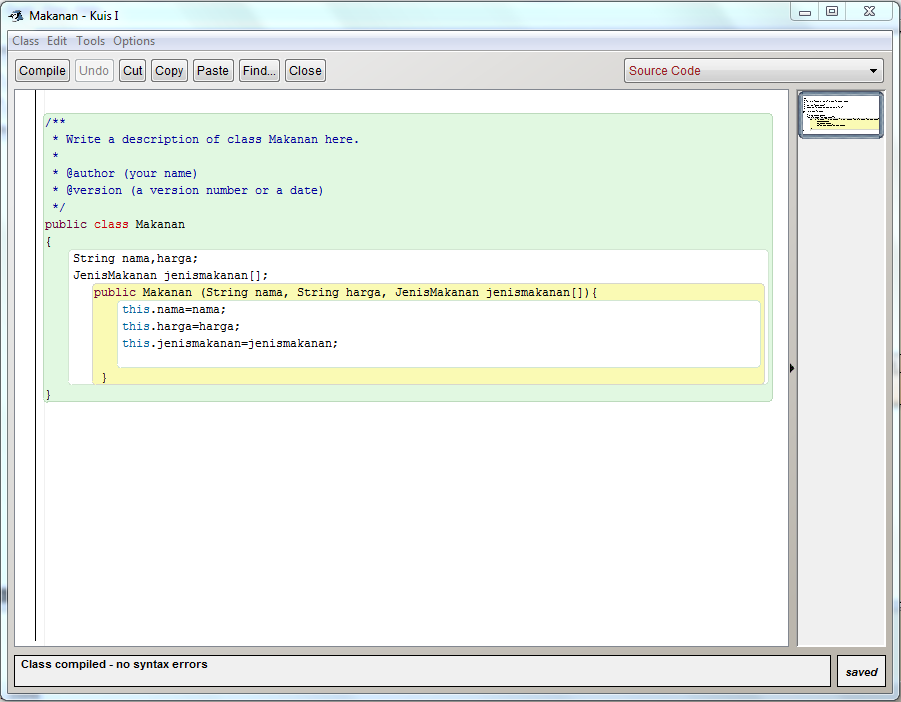 Makanan - Kuis I
Class Edit Tools Options
Compile Undo Cut Copy Paste Find... Close Source Code
/**
 * Write a description of class Makanan here.
 *
 * @author (your name)
 * @version (a version number or a date)
 */
public class Makanan
{
    String nama,harga;
    JenisMakanan jenismakanan[];
       public Makanan (String nama, String harga, JenisMakanan jenismakanan[]){
           this.nama=nama;
           this.harga=harga;
           this.jenismakanan=jenismakanan;
        }
}
Class compiled - no syntax errors
saved